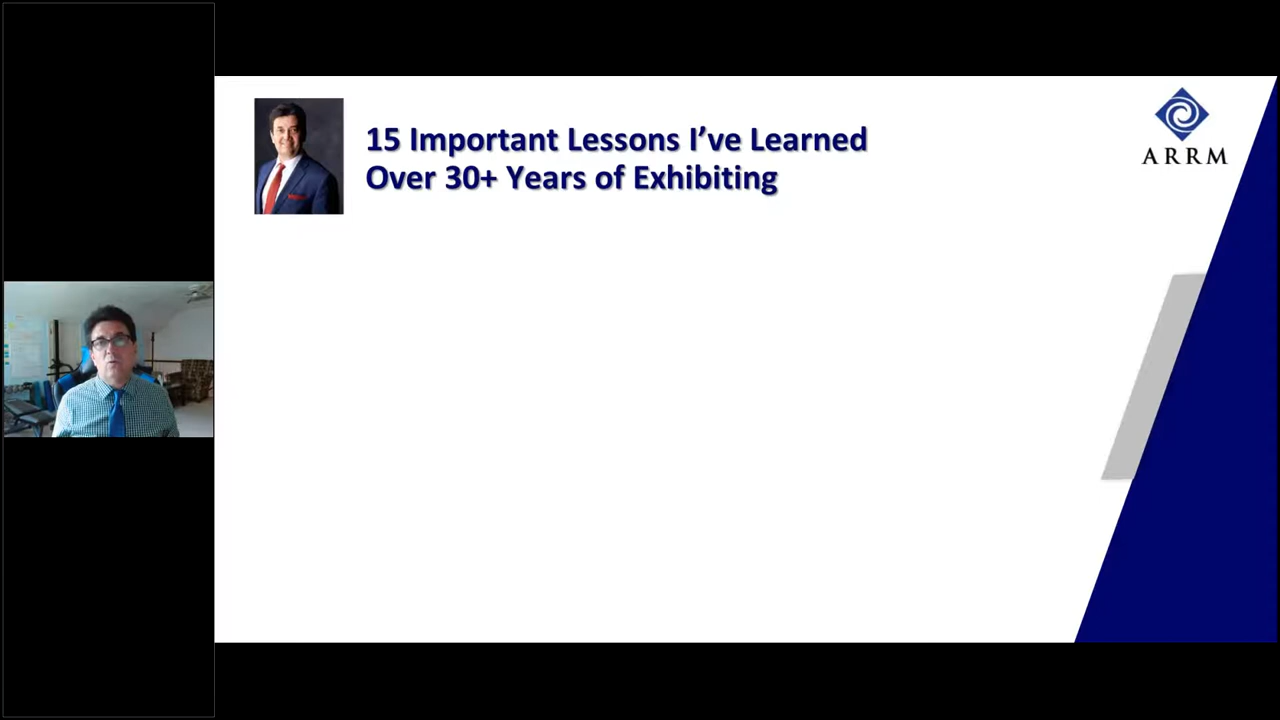 15 Important Lessons I’ve Learned
Over 30+ Years of Exhibiting
ARRM